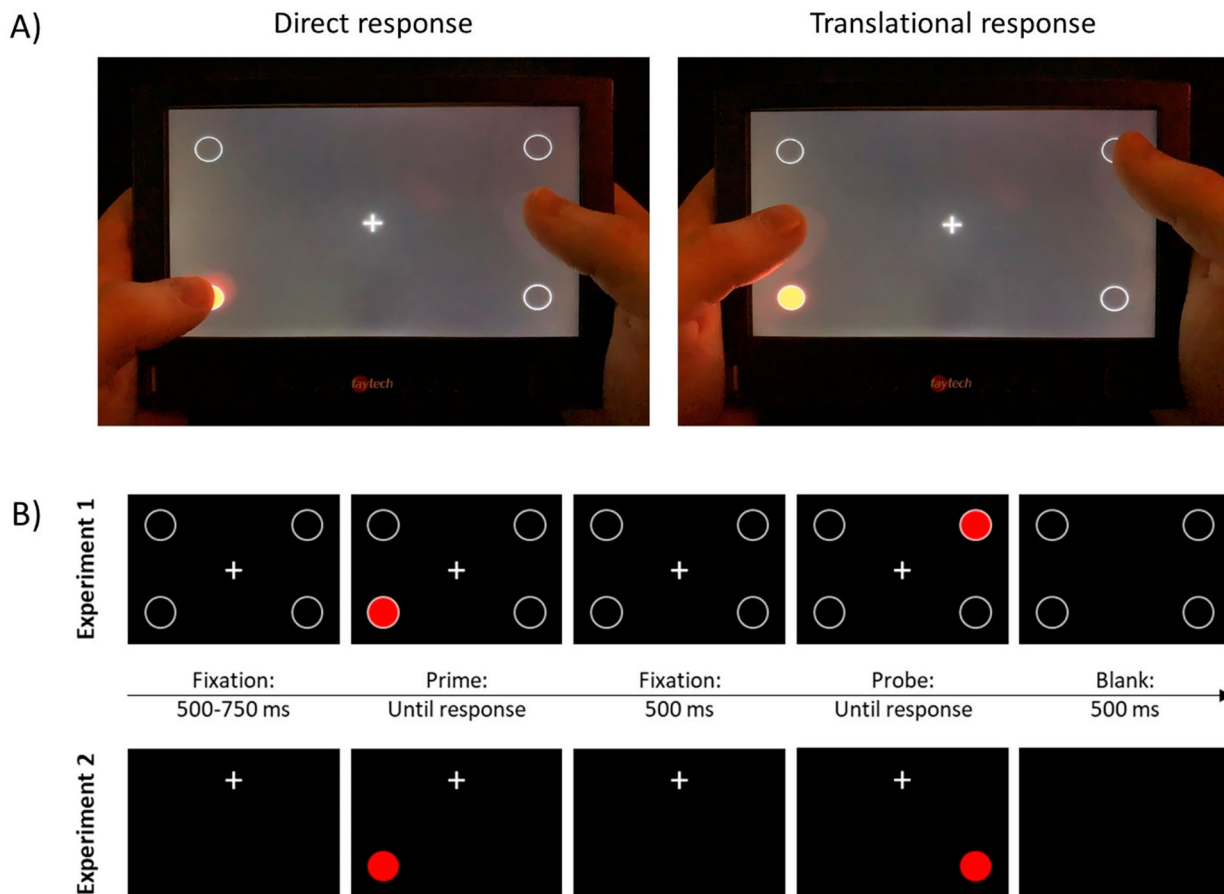 A)
Direct response
Translational response
faytech
faytech
B)
Experiment 1
Fixation:
500-750 ms
Prime:
Until response
Fixation:
500 ms
Probe:
Until response
Blank:
500 ms
Experiment 2